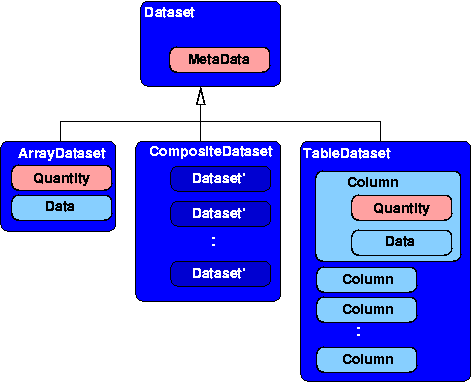 Dataset
MetaData
ArrayDataset
Quantity
Data
CompositeDataset
Dataset'
Dataset'
:
Dataset'
TableDataset
Column
Quantity
Data
Column
Column
:
Column